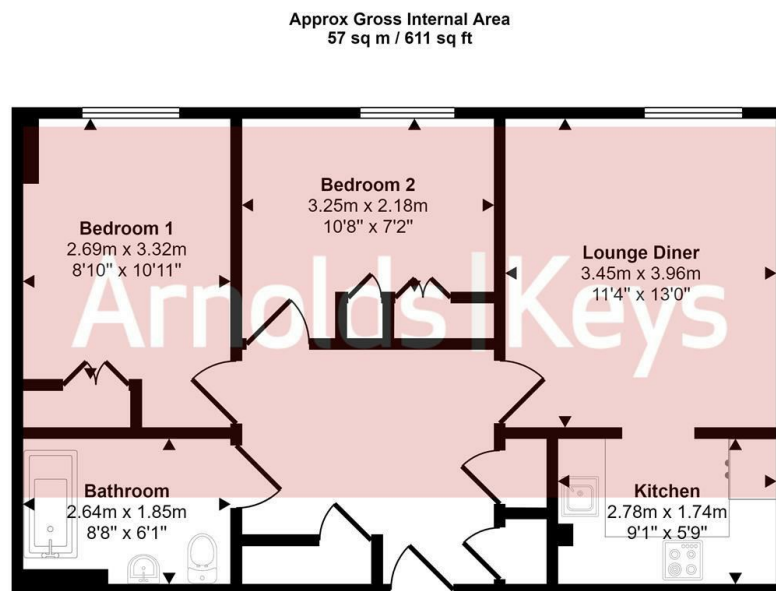 Approx Gross Internal Area
57 sq m / 611 sq ft
Bedroom 1
2.69m x 3.32m
8'10" x 10'11"
Bedroom 2
3.25m x 2.18m
10'8" x 7'2"
Lounge Diner
3.45m x 3.96m
11'4" x 13'0"
Arnolds | Keys
Bathroom
2.64m x 1.85m
8'8" x 6'1"
Kitchen
2.78m x 1.74m
9'1" x 5'9"